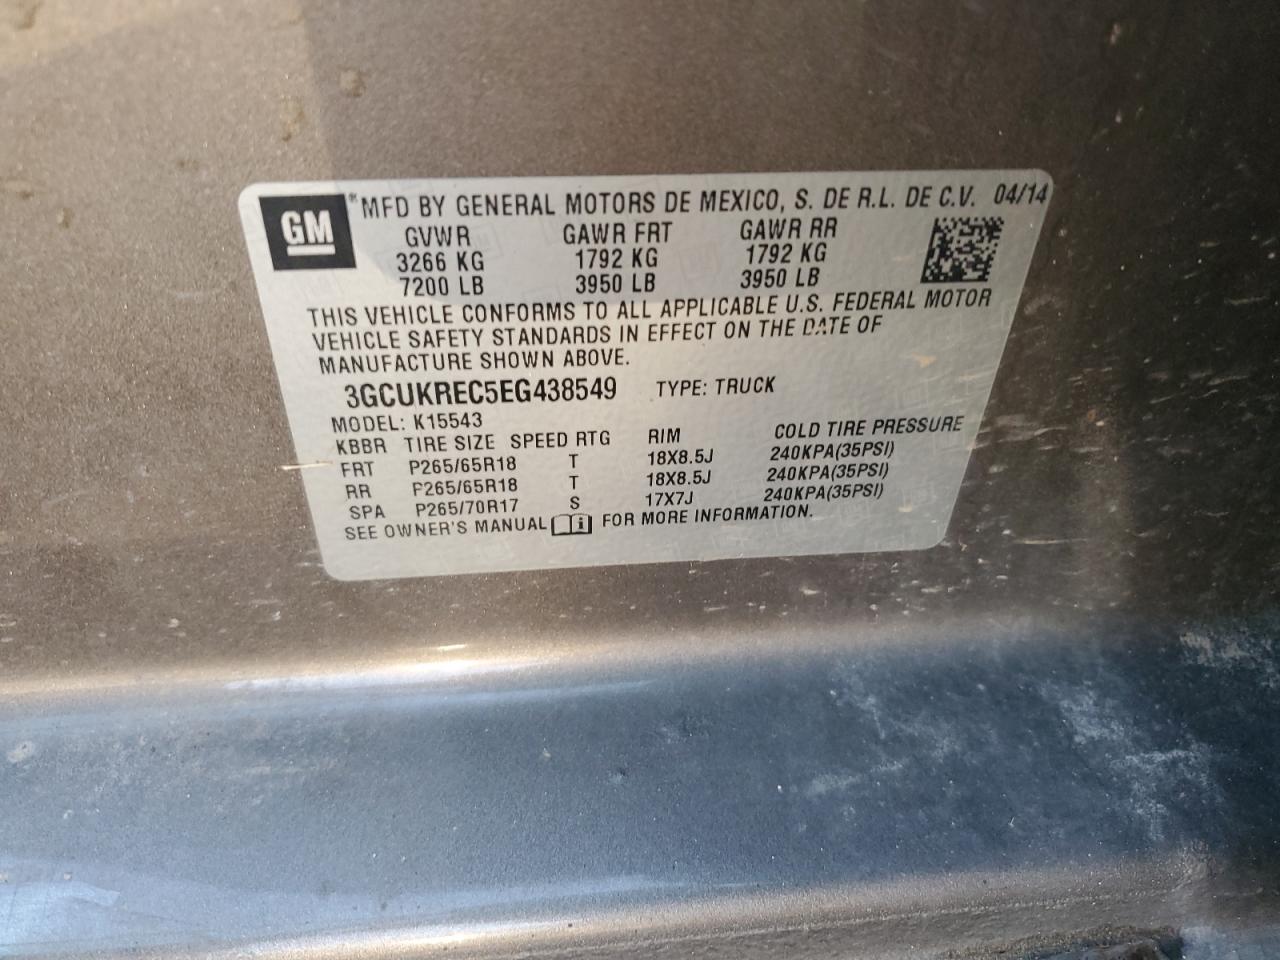 GM
*MFD BY GENERAL MOTORS DE MEXICO, S. DE R.L. DE C.V. 04/14
GVWR GAWR FRT GAWR RR
3266 KG 1792 KG 1792 KG
7200 LB 3950 LB 3950 LB
THIS VEHICLE CONFORMS TO ALL APPLICABLE U.S. FEDERAL MOTOR
VEHICLE SAFETY STANDARDS IN EFFECT ON THE DATE OF
MANUFACTURE SHOWN ABOVE.
3GCUKREC5EG438549 TYPE: TRUCK
MODEL: K15543
KBBR TIRE SIZE SPEED RTG RIM COLD TIRE PRESSURE
FRT P265/65R18 T 18X8.5J 240KPA(35PSI)
RR P265/65R18 T 18X8.5J 240KPA(35PSI)
SPA P265/70R17 S 17X7J 240KPA(35PSI)
SEE OWNER'S MANUAL i FOR MORE INFORMATION.